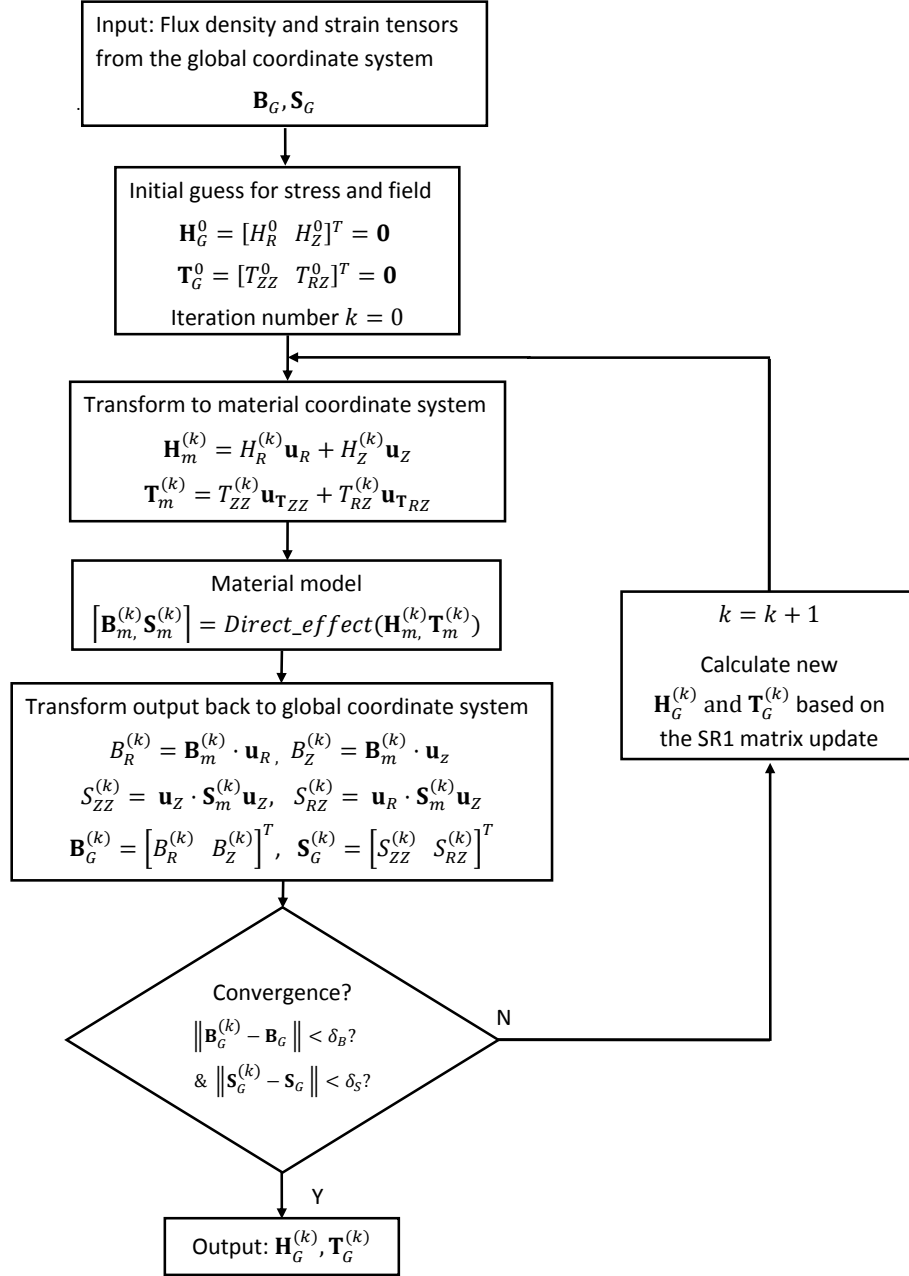 Input: Flux density and strain tensors
from the global coordinate system
. 𝐁_G, 𝐒_G
Initial guess for stress and field
𝐇_G^0 = [H_R^0 H_Z^0]^T = 𝟎
𝐓_G^0 = [T_ZZ^0 T_RZ^0]^T = 𝟎
Iteration number k = 0
Transform to material coordinate system
𝐇_m^(k) = H_R^(k) 𝐮_R + H_Z^(k) 𝐮_Z
𝐓_m^(k) = T_ZZ^(k) 𝐮_𝐓_ZZ + T_RZ^(k) 𝐮_𝐓_RZ
Material model
[𝐁_m,^(k) 𝐒_m^(k)] = Direct_effect(𝐇_m,^(k) 𝐓_m^(k))
Transform output back to global coordinate system
B_R^(k) = 𝐁_m^(k) · 𝐮_R, B_Z^(k) = 𝐁_m^(k) · 𝐮_z
S_ZZ^(k) = 𝐮_Z · 𝐒_m^(k) 𝐮_Z, S_RZ^(k) = 𝐮_R · 𝐒_m^(k) 𝐮_Z
𝐁_G^(k) = [B_R^(k) B_Z^(k)]^T, 𝐒_G^(k) = [S_ZZ^(k) S_RZ^(k)]^T
Convergence?
‖𝐁_G^(k) − 𝐁_G‖ < δ_B?
& ‖𝐒_G^(k) − 𝐒_G‖ < δ_S?
N
k = k + 1
Calculate new
𝐇_G^(k) and 𝐓_G^(k) based on
the SR1 matrix update
Y
Output: 𝐇_G^(k), 𝐓_G^(k)